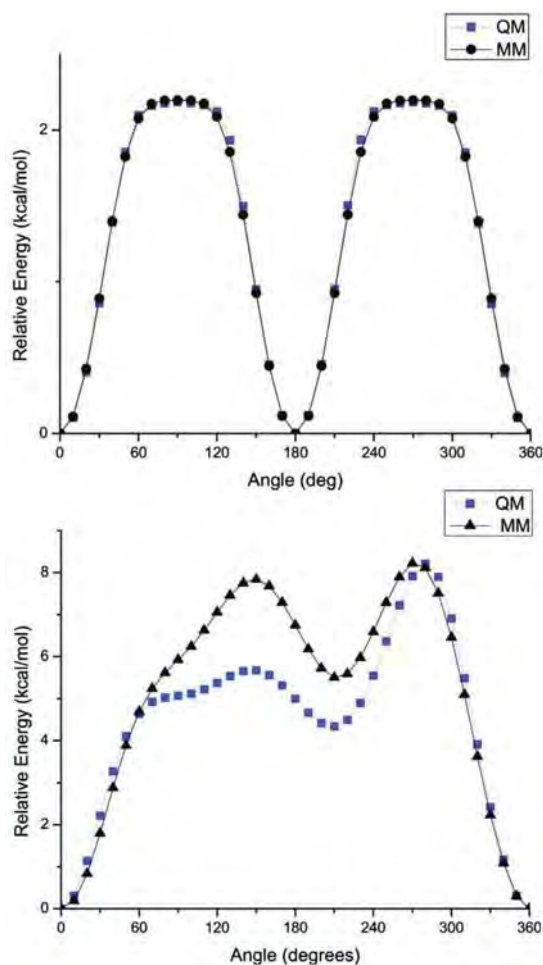 QM
MM
Relative Energy (kcal/mol)
2
0
0 60 120 180 240 300 360
Angle (deg)
QM
MM
Relative Energy (kcal/mol)
8
6
4
2
0
0 60 120 180 240 300 360
Angle (degrees)